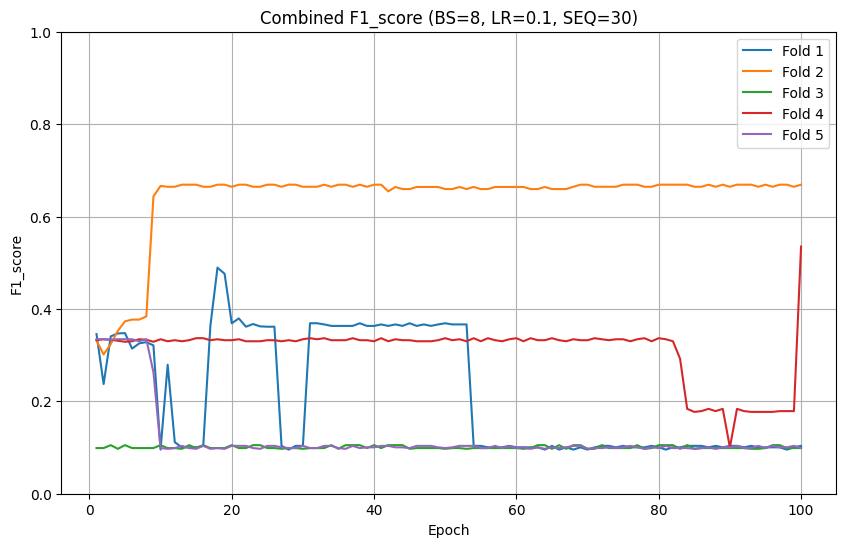 Combined F1_score (BS=8, LR=0.1, SEQ=30)
F1_score
1.0
0.8
0.6
0.4
0.2
0.0
Fold 1
Fold 2
Fold 3
Fold 4
Fold 5
0
20
40
60
80
100
Epoch